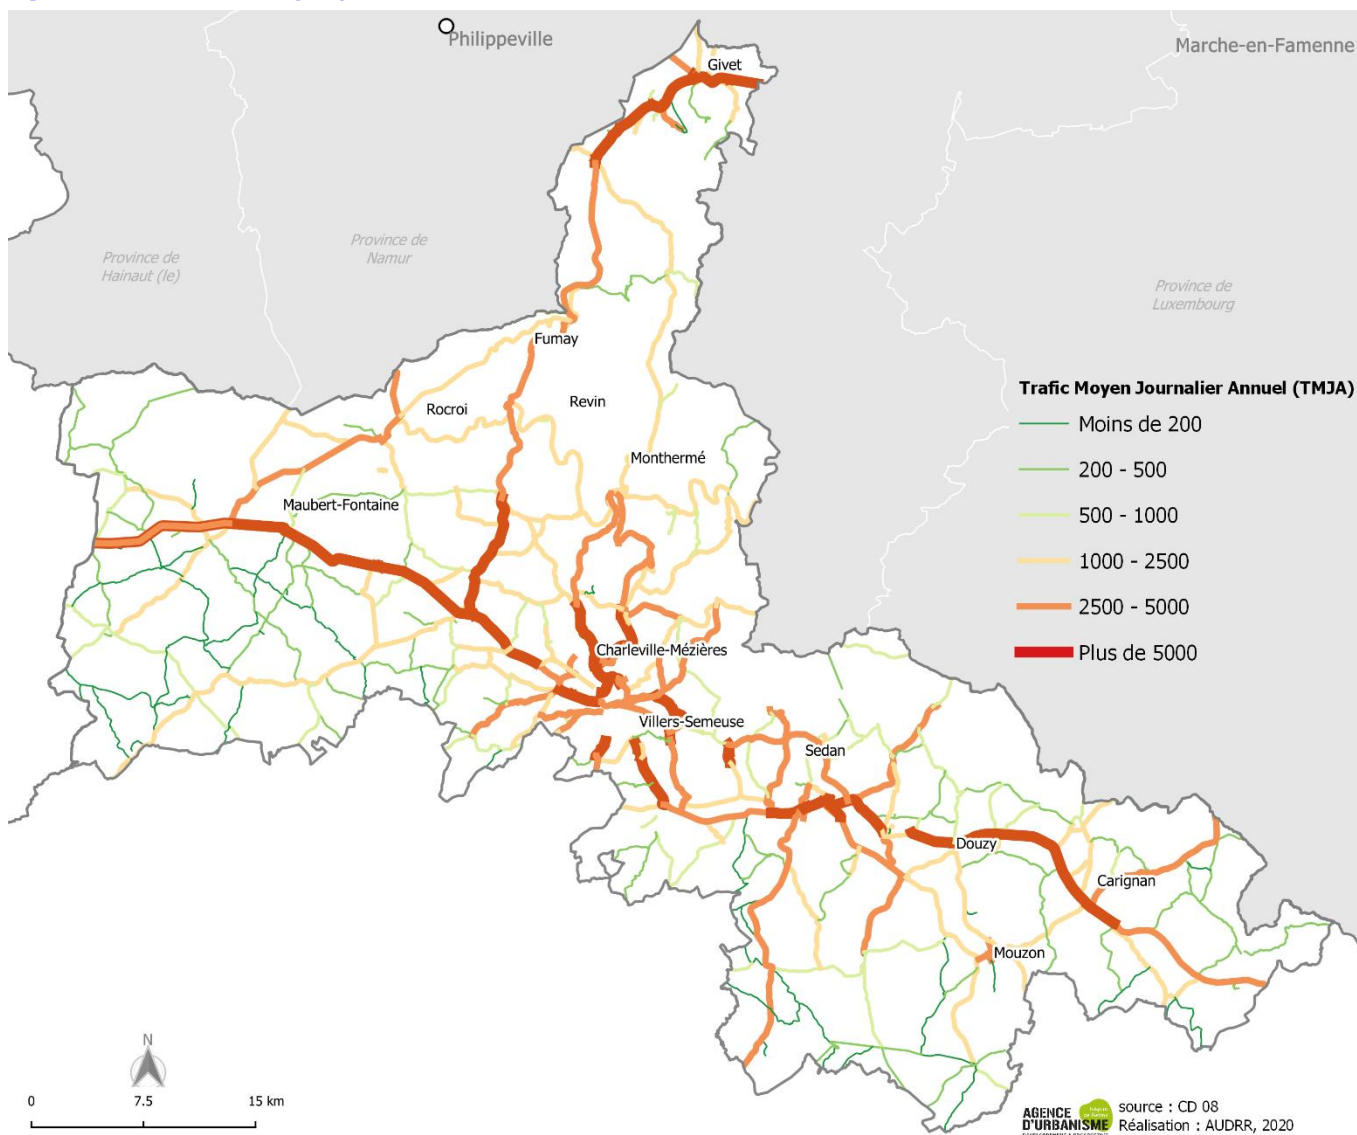 Philippeville
Marche-en-Famenne
Givet
Province de
Hainaut (le)
Province de
Namur
Province de
Luxembourg
Fumay
Rocroi
Revin
Monthermé
Maubert-Fontaine
Trafic Moyen Journalier Annuel (TMJA)
Moins de 200
200 - 500
500 - 1000
1000 - 2500
2500 - 5000
Plus de 5000
Charleville-Mézières
Villers-Semeuse
Sedan
Douzy
Carignan
Mouzon
N
0 7.5 15 km
AGENCE
D'URBANISME
source : CD 08
Réalisation : AUDRR, 2020